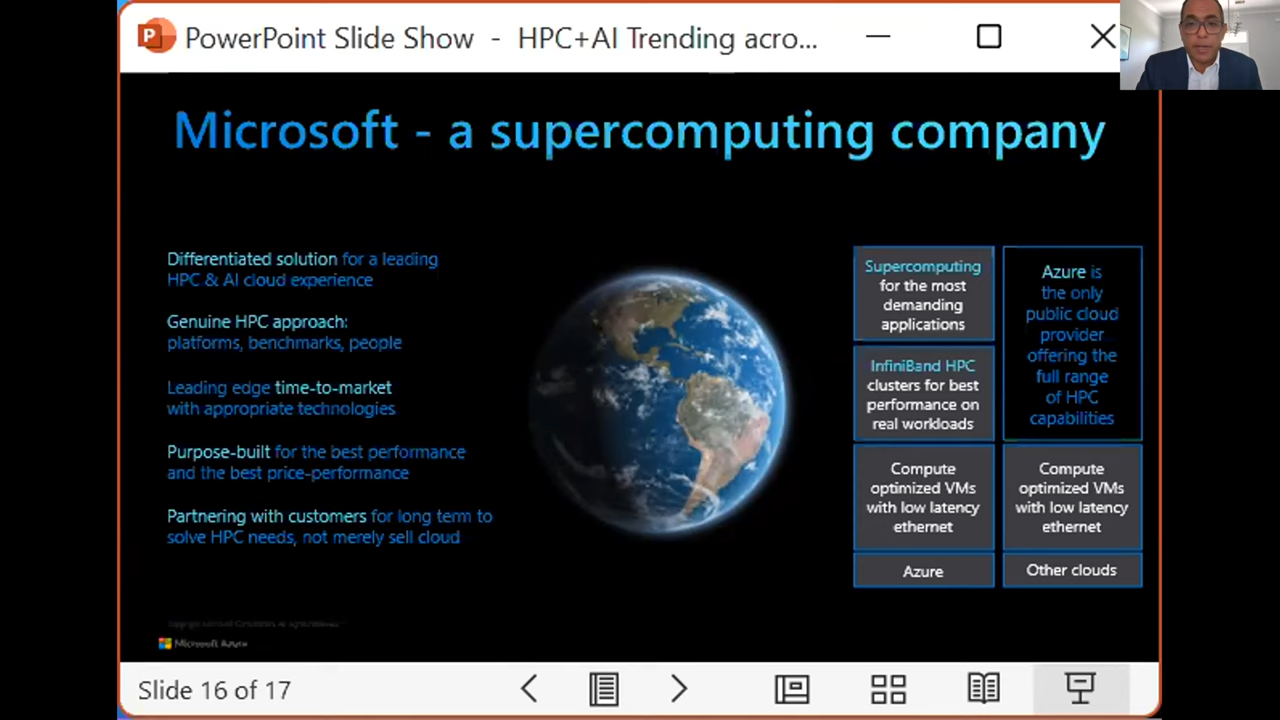 PowerPoint Slide Show - HPC+AI Trending acro...
Microsoft - a supercomputing company
Differentiated solution for a leading
HPC & AI cloud experience
Genuine HPC approach:
platforms, benchmarks, people
Leading edge time-to-market
with appropriate technologies
Purpose-built for the best performance
and the best price-performance
Partnering with customers for long term to
solve HPC needs, not merely sell cloud
Supercomputing
for the most
demanding
applications
InfiniBand HPC
clusters for best
performance on
real workloads
Compute
optimized VMs
with low latency
ethernet
Azure
Azure is
the only
public cloud
provider
offering the
full range
of HPC
capabilities
Compute
optimized VMs
with low latency
ethernet
Other clouds
Microsoft Azure
Slide 16 of 17